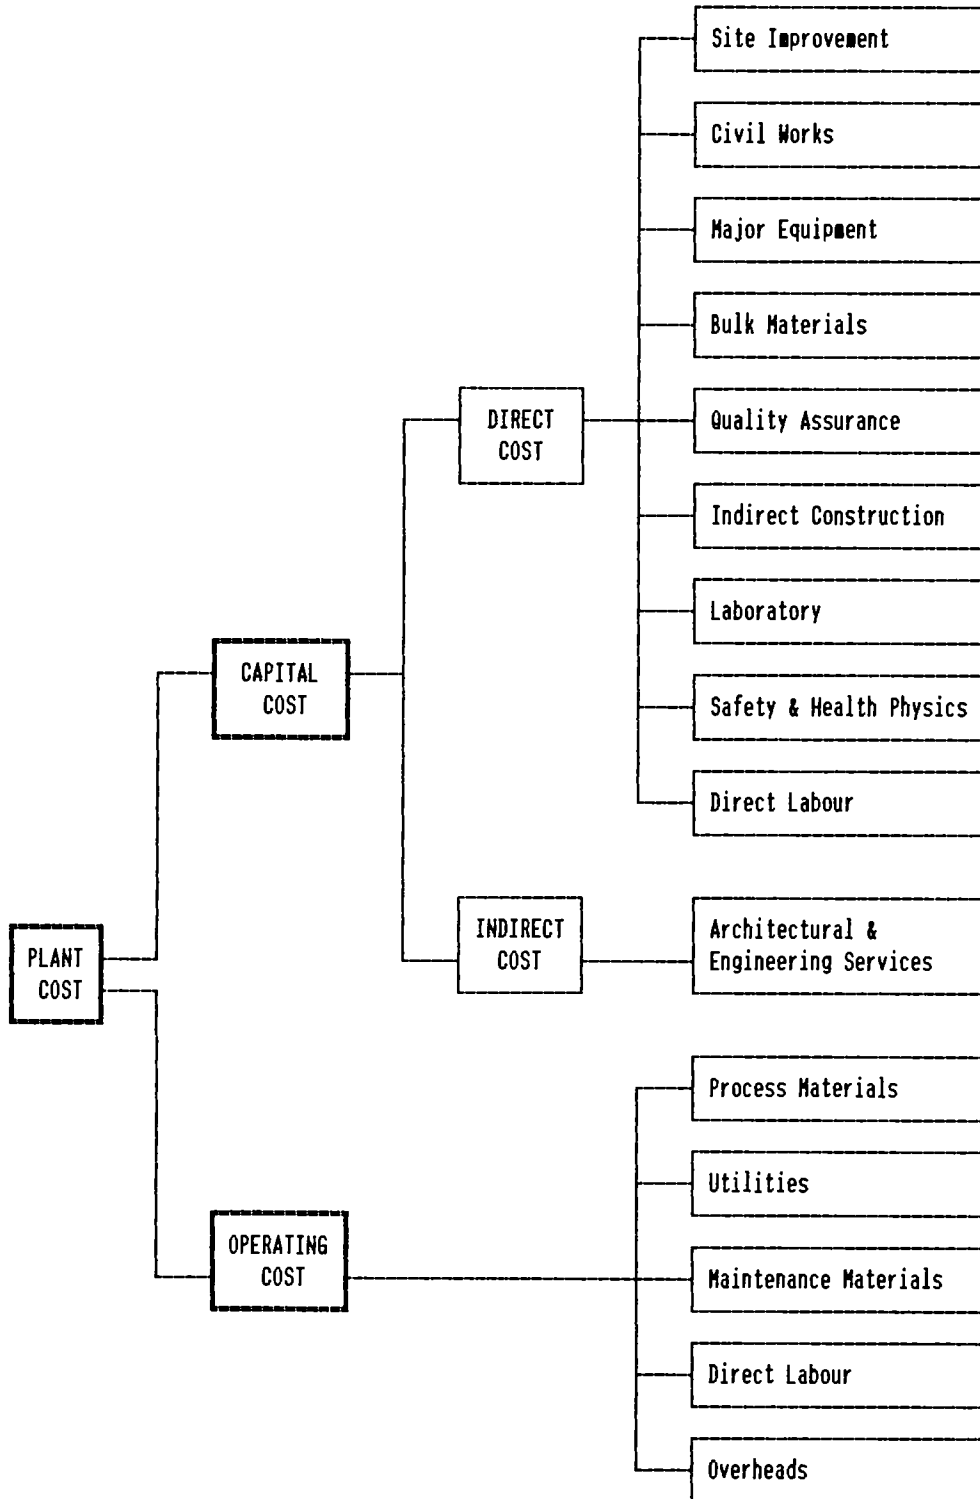 Site Improvement
Civil Works
Major Equipment
Bulk Materials
DIRECT
COST
Quality Assurance
Indirect Construction
Laboratory
CAPITAL
COST
Safety & Health Physics
Direct Labour
PLANT
COST
INDIRECT
COST
Architectural &
Engineering Services
Process Materials
Utilities
OPERATING
COST
Maintenance Materials
Direct Labour
Overheads